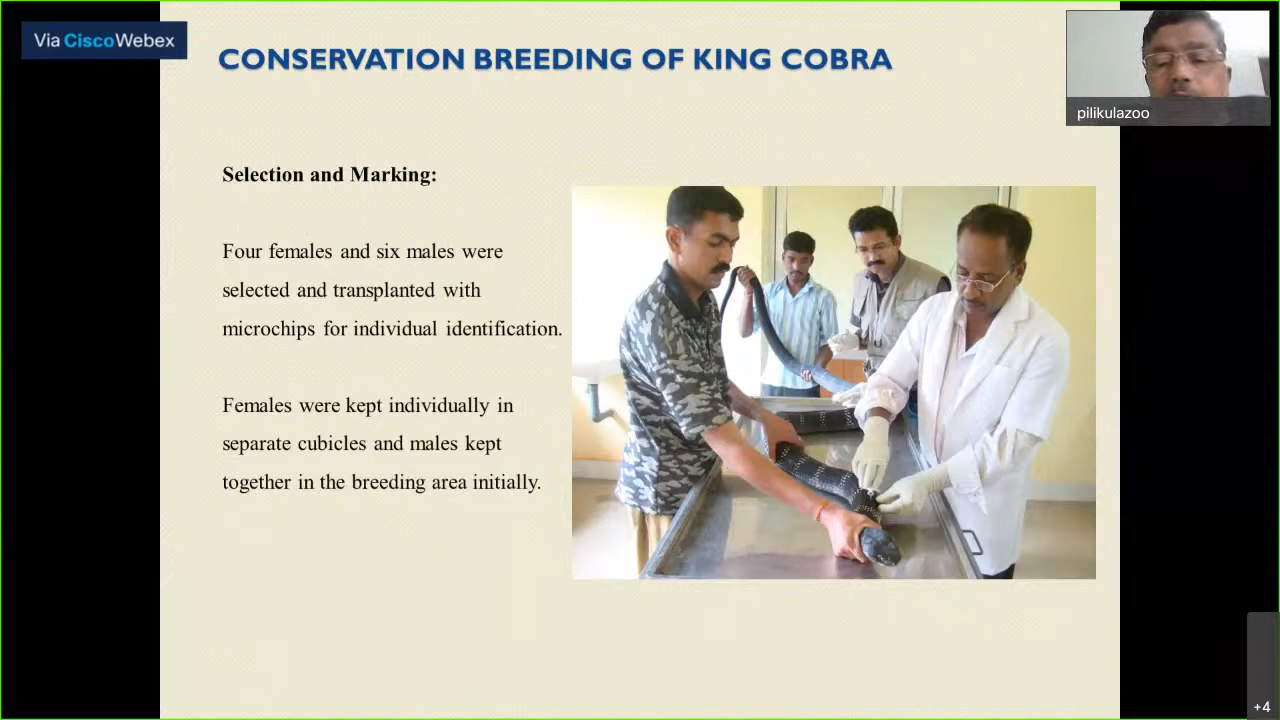 Via Cisco Webex
CONSERVATION BREEDING OF KING COBRA
pilikulazoo
Selection and Marking:
Four females and six males were
selected and transplanted with
microchips for individual identification.
Females were kept individually in
separate cubicles and males kept
together in the breeding area initially.
+4